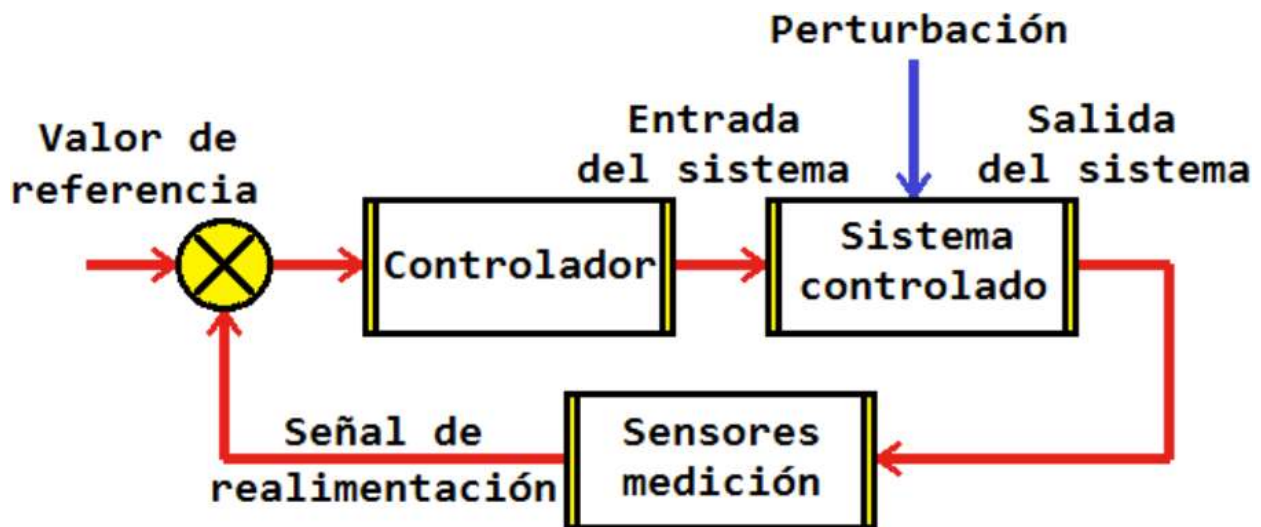 Perturbación
Entrada
del sistema
Salida
del sistema
Valor de
referencia
Controlador
Sistema
controlado
Señal de
realimentación
Sensores
medición